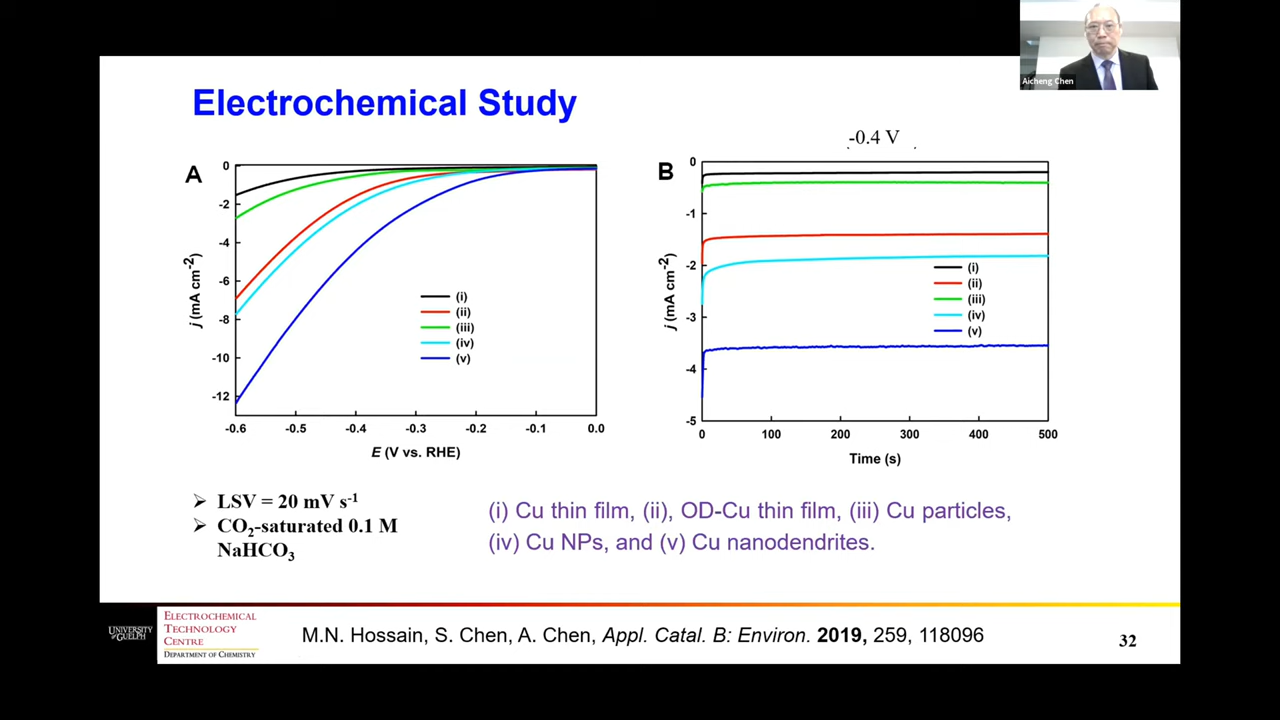 Aicheng Chen
Electrochemical Study
-0.4 V
A
0
-2
-4
-6
-8
-10
-12
j (mA cm-2)
(i)
(ii)
(iii)
(iv)
(v)
-0.6 -0.5 -0.4 -0.3 -0.2 -0.1 0.0
E (V vs. RHE)
B
0
-1
-2
-3
-4
-5
j (mA cm-2)
(i)
(ii)
(iii)
(iv)
(v)
0 100 200 300 400 500
Time (s)
➢ LSV = 20 mV s-1
➢ CO2-saturated 0.1 M
NaHCO3
(i) Cu thin film, (ii), OD-Cu thin film, (iii) Cu particles,
(iv) Cu NPs, and (v) Cu nanodendrites.
UNIVERSITY
OF GUELPH
ELECTROCHEMICAL
TECHNOLOGY
CENTRE
DEPARTMENT OF CHEMISTRY
M.N. Hossain, S. Chen, A. Chen, Appl. Catal. B: Environ. 2019, 259, 118096
32